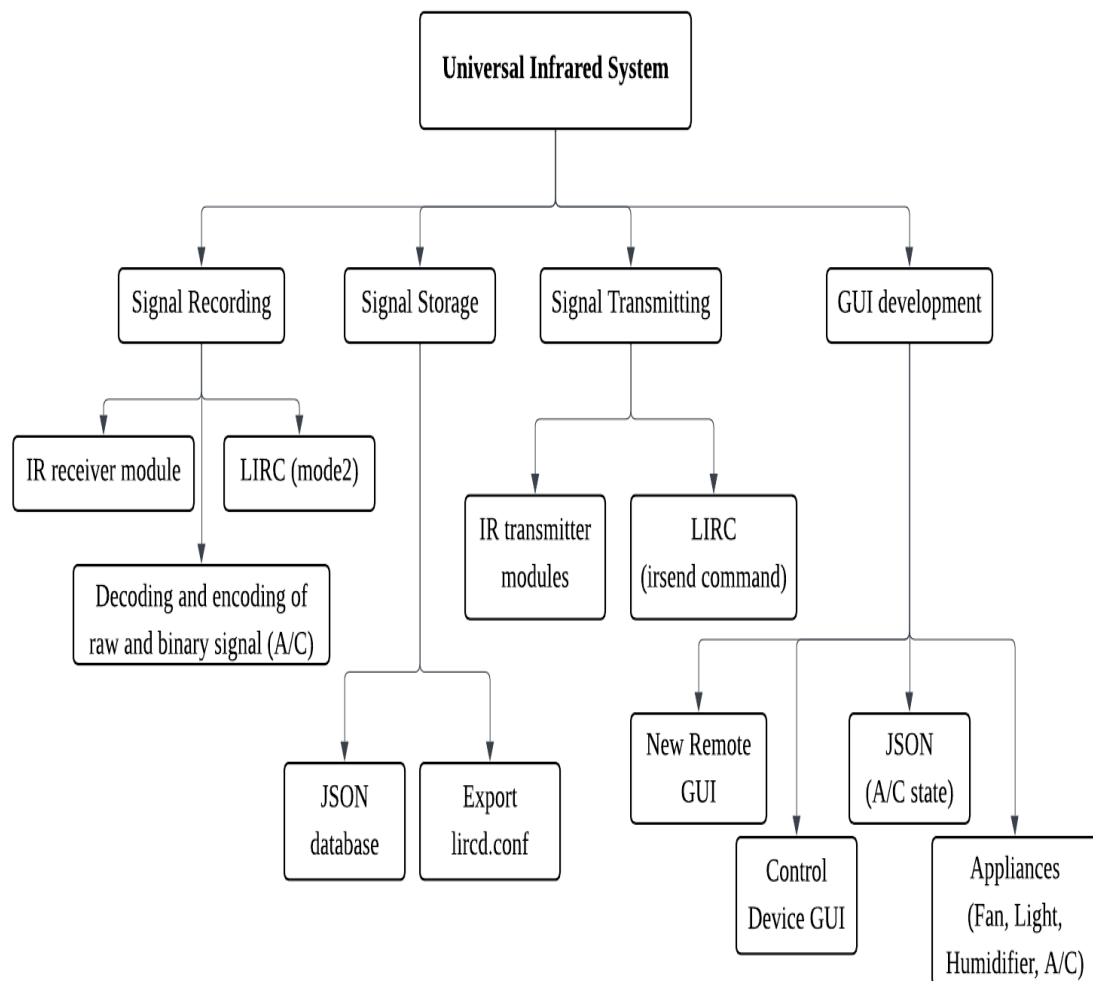 Universal Infrared System
Signal Recording
Signal Storage
Signal Transmitting
GUI development
IR receiver module
LIRC (mode2)
Decoding and encoding of
raw and binary signal (A/C)
IR transmitter
modules
LIRC
(irsend command)
JSON
database
Export
lircd.conf
New Remote
GUI
Control
Device GUI
JSON
(A/C state)
Appliances
(Fan, Light,
Humidifier, A/C)